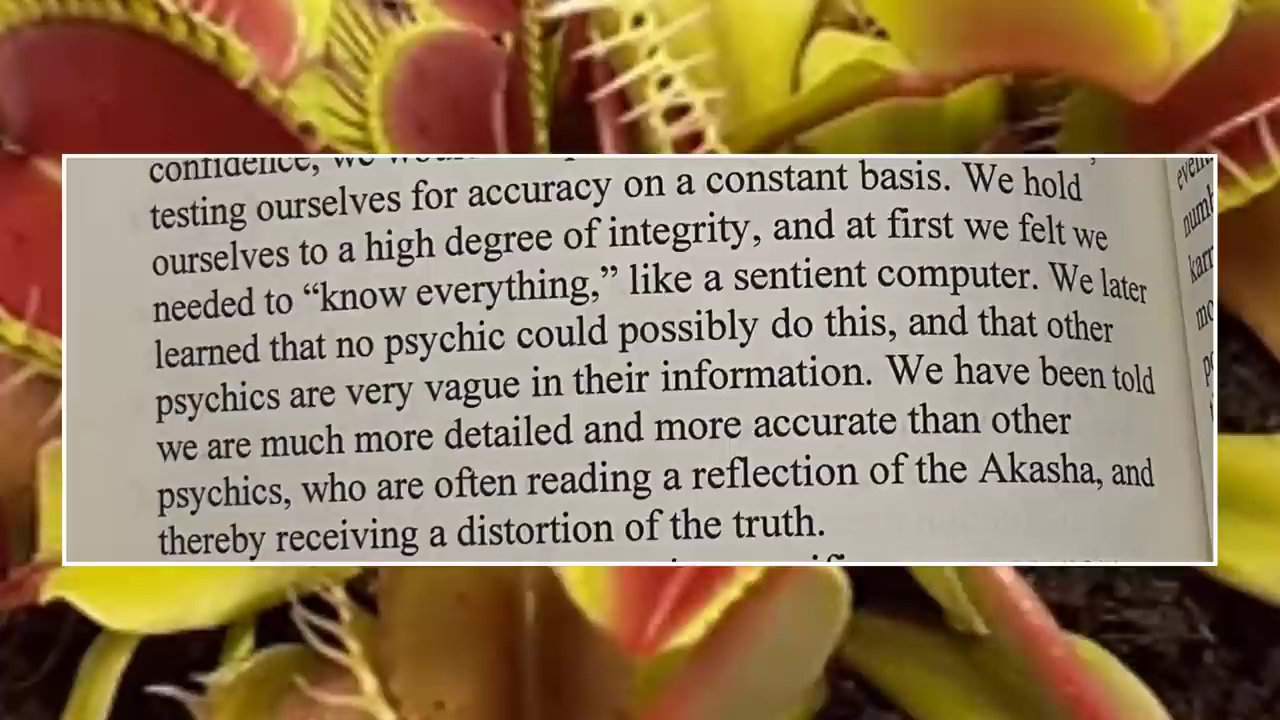 confidence, we
testing ourselves for accuracy on a constant basis. We hold
ourselves to a high degree of integrity, and at first we felt we
needed to “know everything,” like a sentient computer. We later
learned that no psychic could possibly do this, and that other
psychics are very vague in their information. We have been told
we are much more detailed and more accurate than other
psychics, who are often reading a reflection of the Akasha, and
thereby receiving a distortion of the truth.